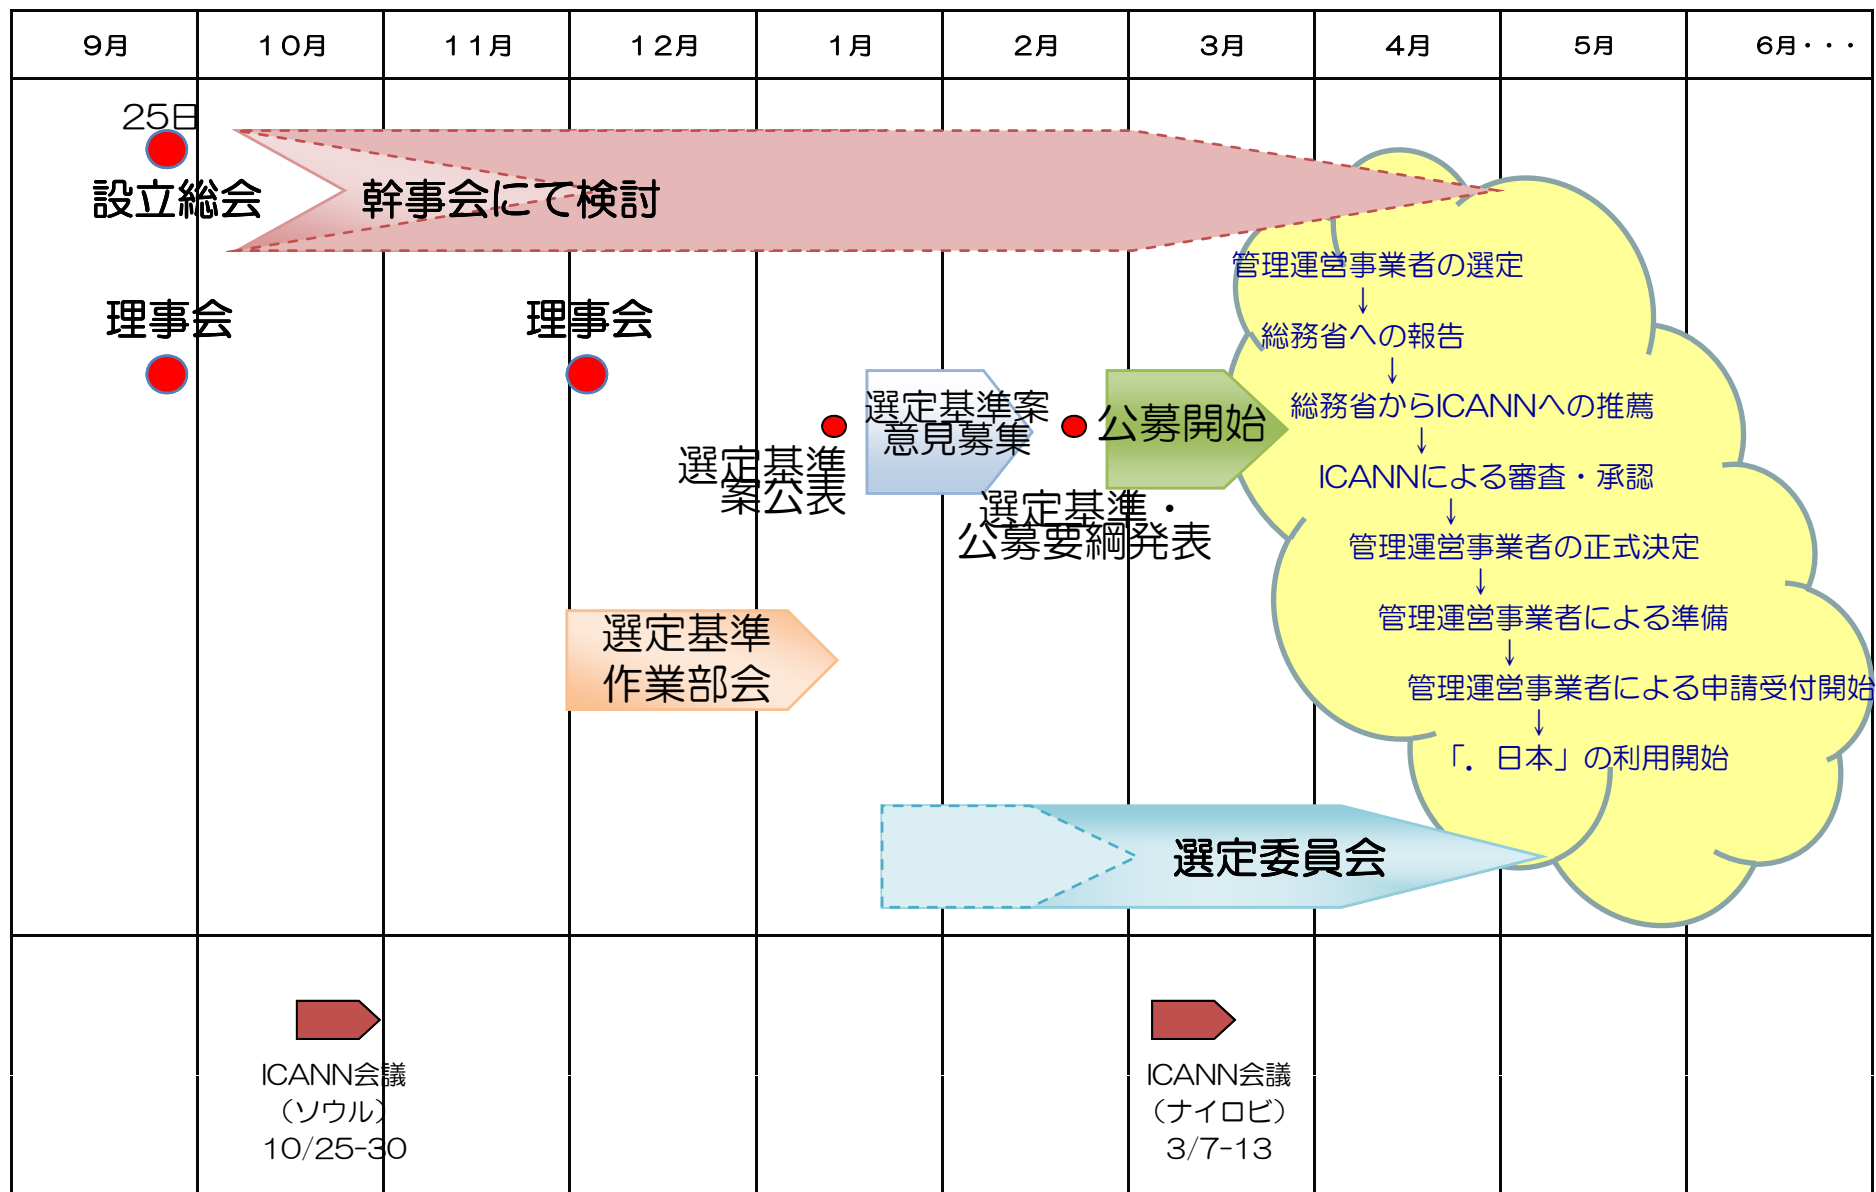 9月 10月 11月 12月 1月 2月 3月 4月 5月 6月・・・
25日
設立総会
幹事会にて検討
理事会
理事会
選定基準
案公表
選定基準案
意見募集
公募開始
選定基準・
公募要綱発表
選定基準
作業部会
選定委員会
管理運営事業者の選定
↓
総務省への報告
↓
総務省からICANNへの推薦
↓
ICANNによる審査・承認
↓
管理運営事業者の正式決定
↓
管理運営事業者による準備
↓
管理運営事業者による申請受付開始
↓
「．日本」の利用開始
ICANN会議
（ソウル）
10/25-30
ICANN会議
（ナイロビ）
3/7-13